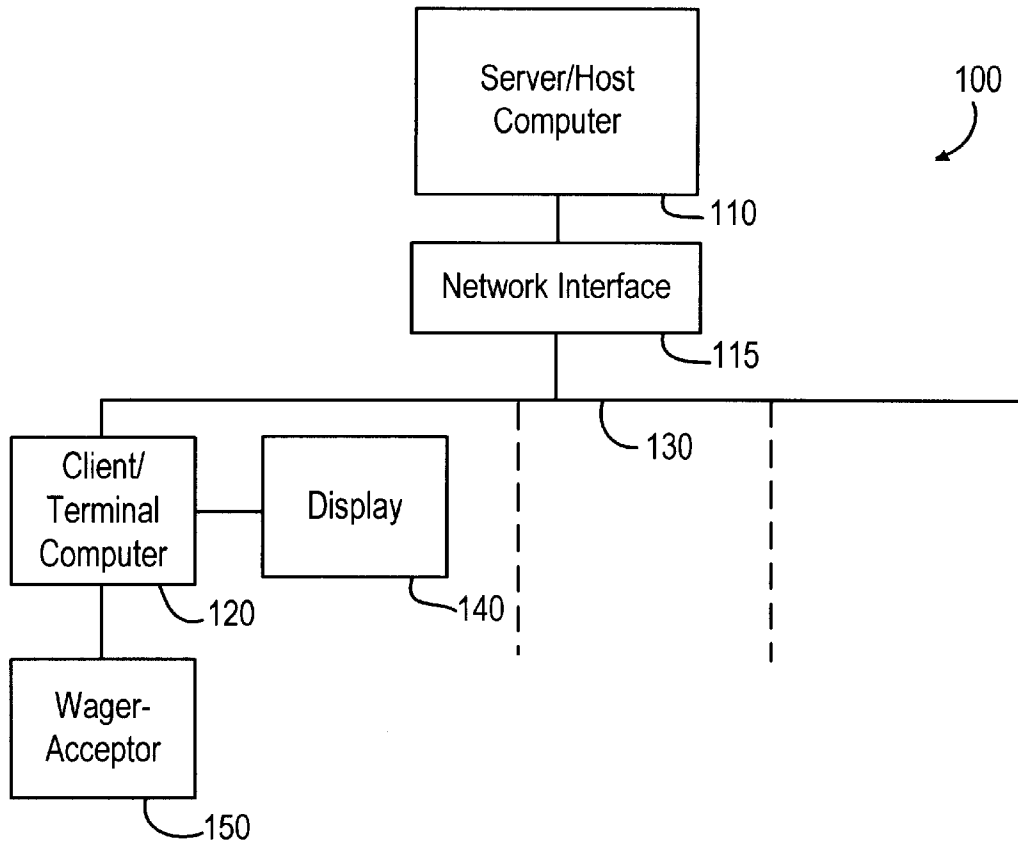 Server/Host
Computer
100
110
Network Interface
115
130
Client/
Terminal
Computer
Display
120
140
Wager-
Acceptor
150